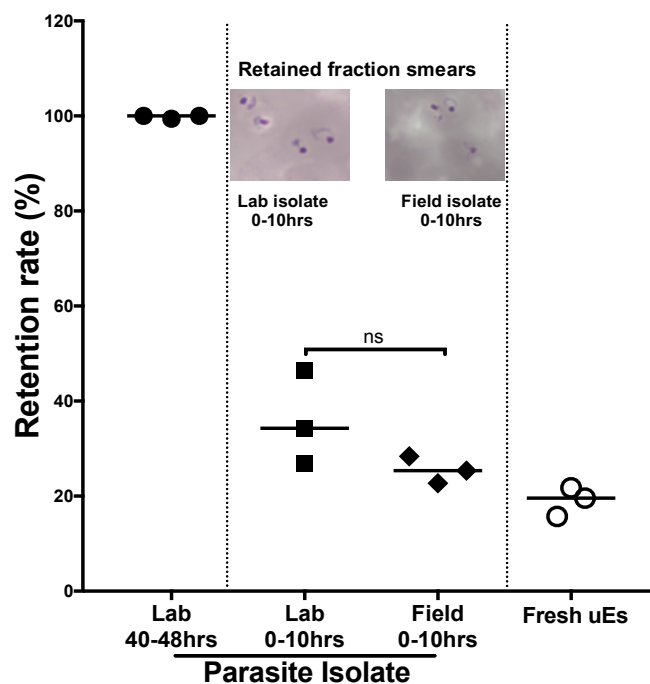 120
100
80
60
40
20
0
Retention rate (%)
Retained fraction smears
Lab isolate
0-10hrs
Field isolate
0-10hrs
ns
Lab
40-48hrs
Lab
0-10hrs
Field
0-10hrs
Fresh uEs
Parasite Isolate